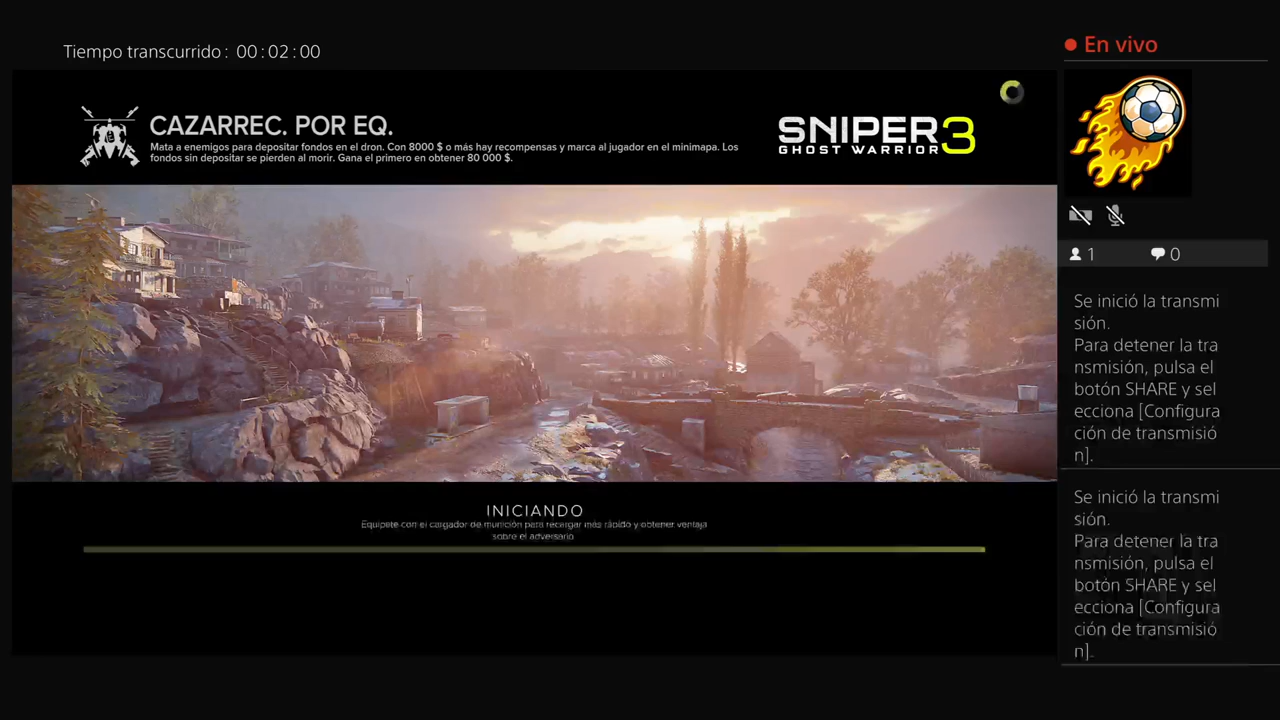 Tiempo transcurrido: 00:02:00
En vivo
CAZARREC. POR EQ.
Mata a enemigos para depositar fondos en el dron. Con 8000 $ o más hay recompensas y marca al jugador en el minimapa. Los
fondos sin depositar se pierden al morir. Gana el primero en obtener 80 000 $.
SNIPER 3
GHOST WARRIOR
1
0
Se inició la transmi
sión.
Para detener la tra
nsmisión, pulsa el
botón SHARE y sel
ecciona [Configura
ción de transmisió
n].
Se inició la transmi
sión.
Para detener la tra
nsmisión, pulsa el
botón SHARE y sel
ecciona [Configura
ción de transmisió
n].
INICIANDO
Equípete con el cargador de munición para recargar más rápido y obtener ventaja
sobre el adversario